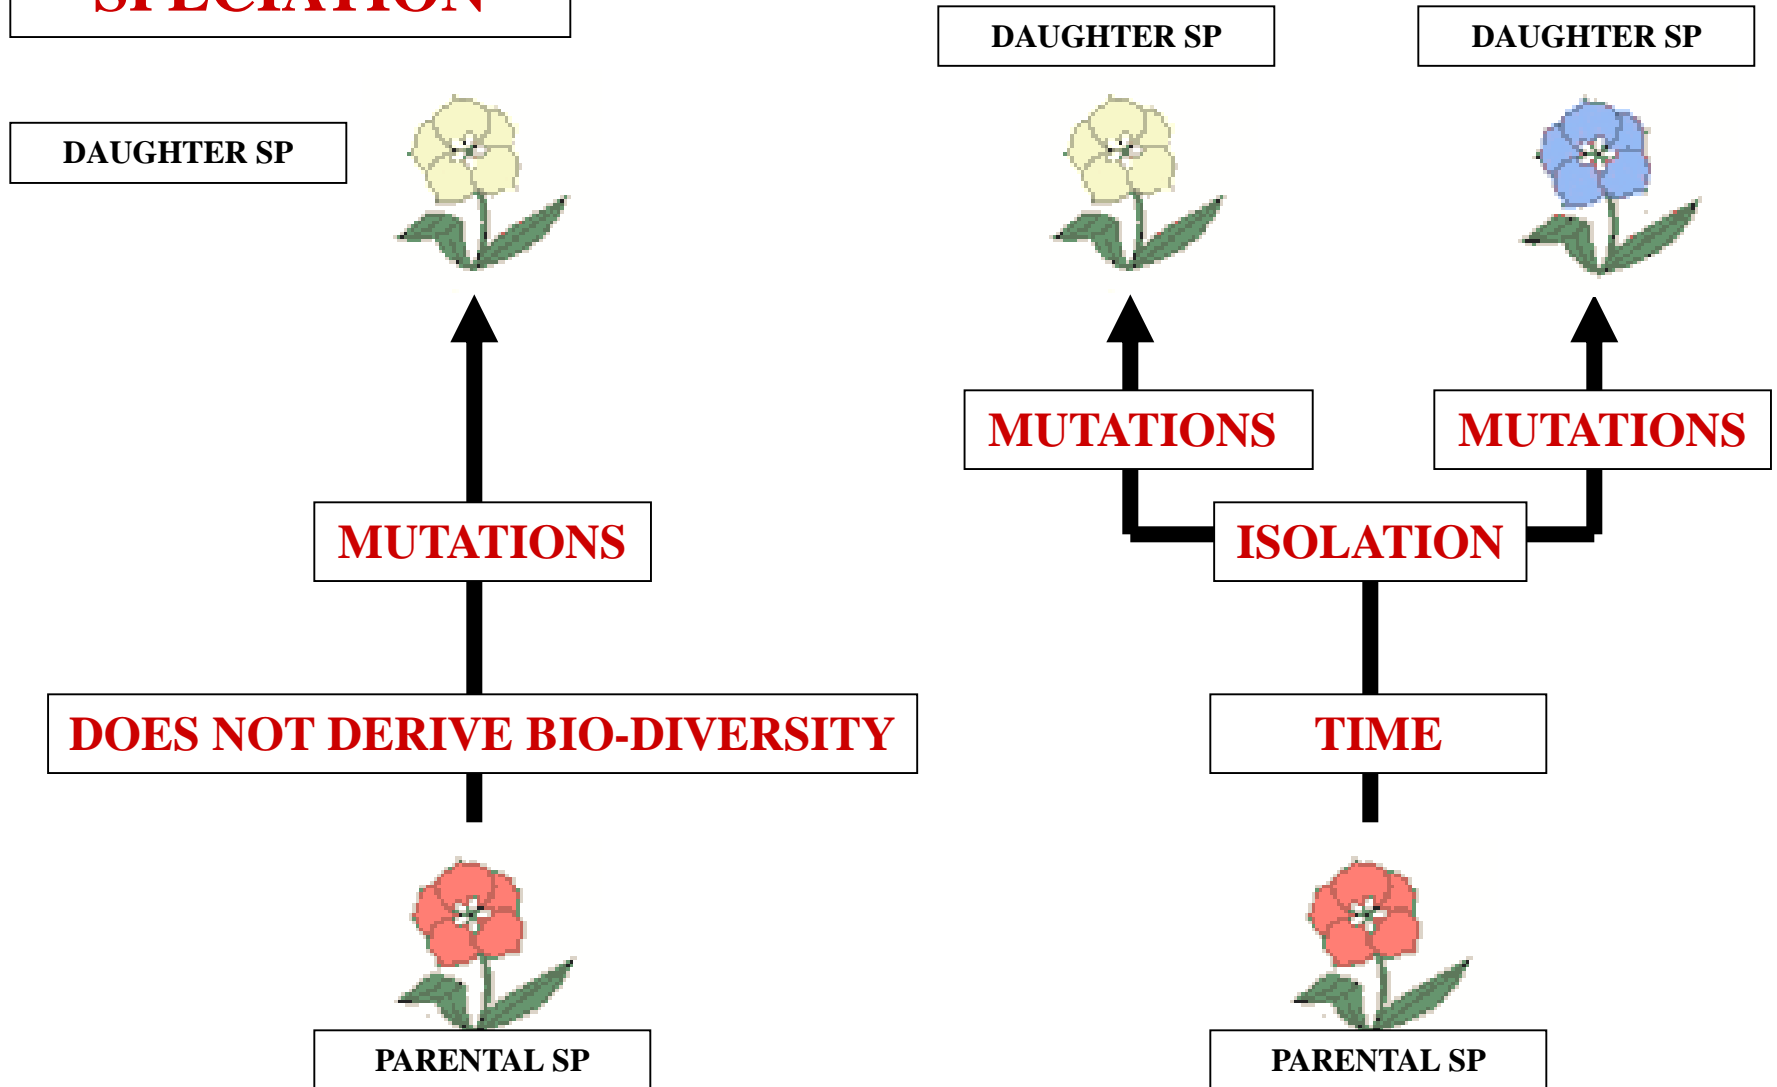 SPECIATION
DAUGHTER SP
DAUGHTER SP
DAUGHTER SP
MUTATIONS
MUTATIONS
MUTATIONS
ISOLATION
DOES NOT DERIVE BIO-DIVERSITY
TIME
PARENTAL SP
PARENTAL SP